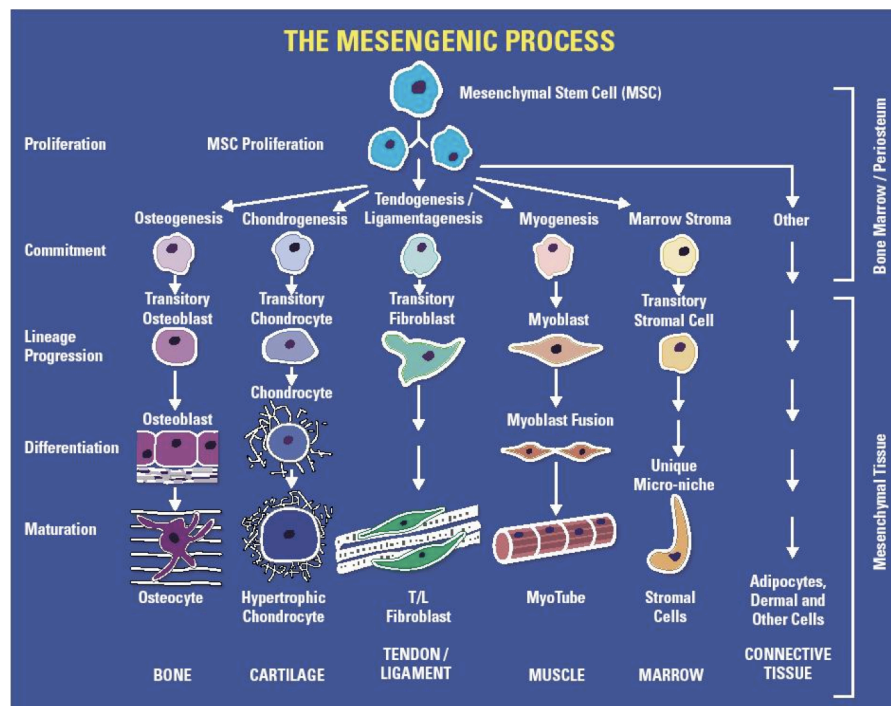 THE MESENGENIC PROCESS
Mesenchymal Stem Cell (MSC)
Proliferation
MSC Proliferation
Bone Marrow / Periosteum
Osteogenesis
Chondrogenesis
Tendogenesis /
Ligamentagenesis
Myogenesis
Marrow Stroma
Other
Commitment
Transitory
Osteoblast
Transitory
Chondrocyte
Transitory
Fibroblast
Myoblast
Transitory
Stromal Cell
Lineage
Progression
Chondrocyte
Osteoblast
Myoblast Fusion
Differentiation
Unique
Micro-niche
Mesenchymal Tissue
Maturation
Osteocyte
Hypertrophic
Chondrocyte
T/L
Fibroblast
MyoTube
Stromal
Cells
Adipocytes,
Dermal and
Other Cells
BONE
CARTILAGE
TENDON /
LIGAMENT
MUSCLE
MARROW
CONNECTIVE
TISSUE